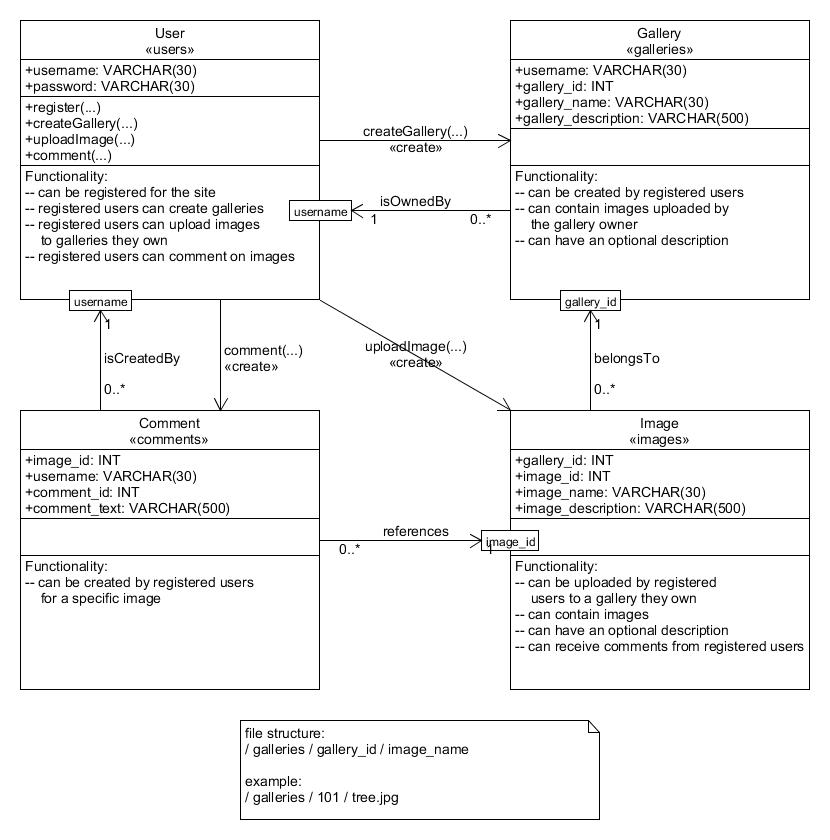 User
«users»
+username: VARCHAR(30)
+password: VARCHAR(30)
+register(...)
+createGallery(...)
+uploadImage(...)
+comment(...)
Functionality:
-- can be registered for the site
-- registered users can create galleries
-- registered users can upload images
to galleries they own
-- registered users can comment on images
createGallery(...)
«create»
isOwnedBy
username
1
0..*
Gallery
«galleries»
+username: VARCHAR(30)
+gallery_id: INT
+gallery_name: VARCHAR(30)
+gallery_description: VARCHAR(500)
Functionality:
-- can be created by registered users
-- can contain images uploaded by
the gallery owner
-- can have an optional description
username
1
isCreatedBy
0..*
comment(...)
«create»
uploadImage(...)
«create»
gallery_id
1
belongsTo
0..*
Comment
«comments»
+image_id: INT
+username: VARCHAR(30)
+comment_id: INT
+comment_text: VARCHAR(500)
Functionality:
-- can be created by registered users
for a specific image
references
0..*
image_id
1
Image
«images»
+gallery_id: INT
+image_id: INT
+image_name: VARCHAR(30)
+image_description: VARCHAR(500)
Functionality:
-- can be uploaded by registered
users to a gallery they own
-- can contain images
-- can have an optional description
-- can receive comments from registered users
file structure:
/ galleries / gallery_id / image_name
example:
/ galleries / 101 / tree.jpg